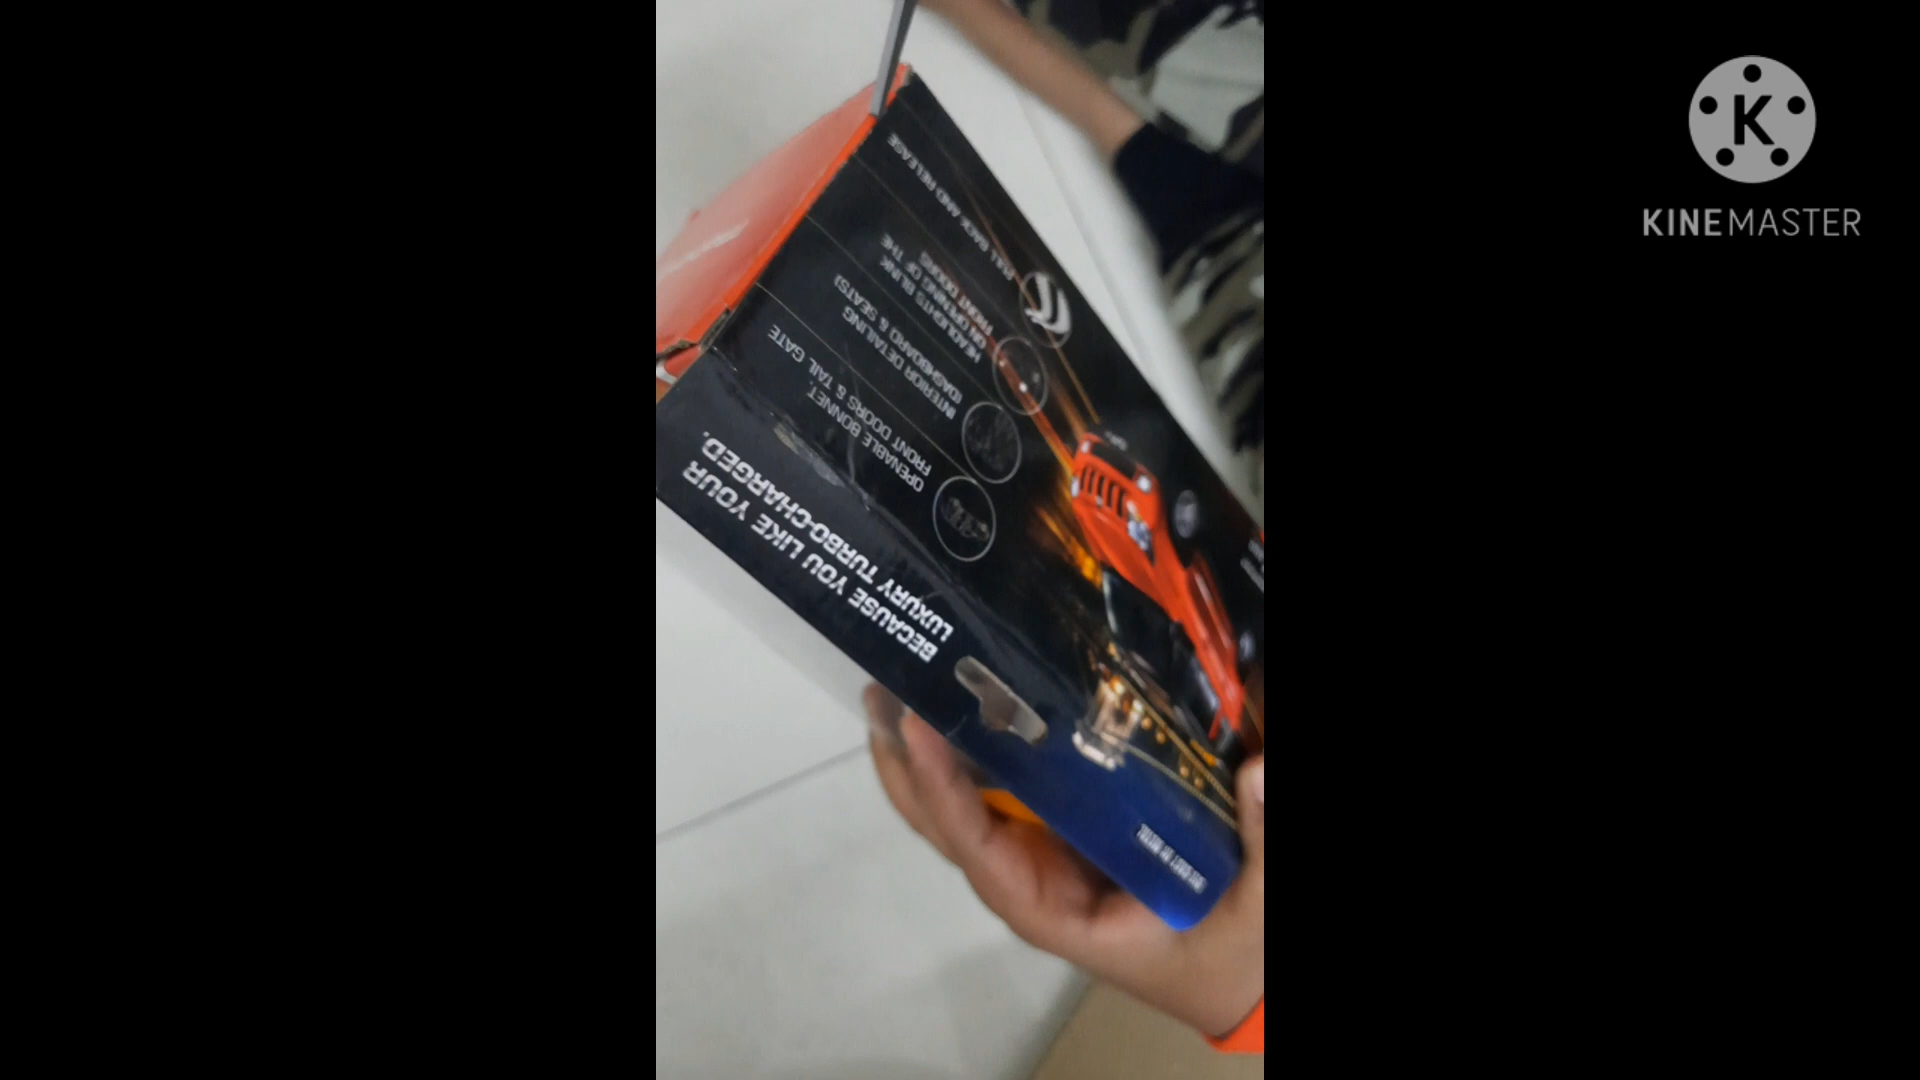 BECAUSE YOU LIKE YOUR
LUXURY TURBO-CHARGED.
OPENABLE BONNET,
FRONT DOORS & TAIL GATE
INTERIOR DETAILING
(DASHBOARD & SEATS)
HEADLIGHTS BLINK
ON OPENING OF THE
FRONT DOORS
PULL BACK AND RELEASE
K
KINEMASTER